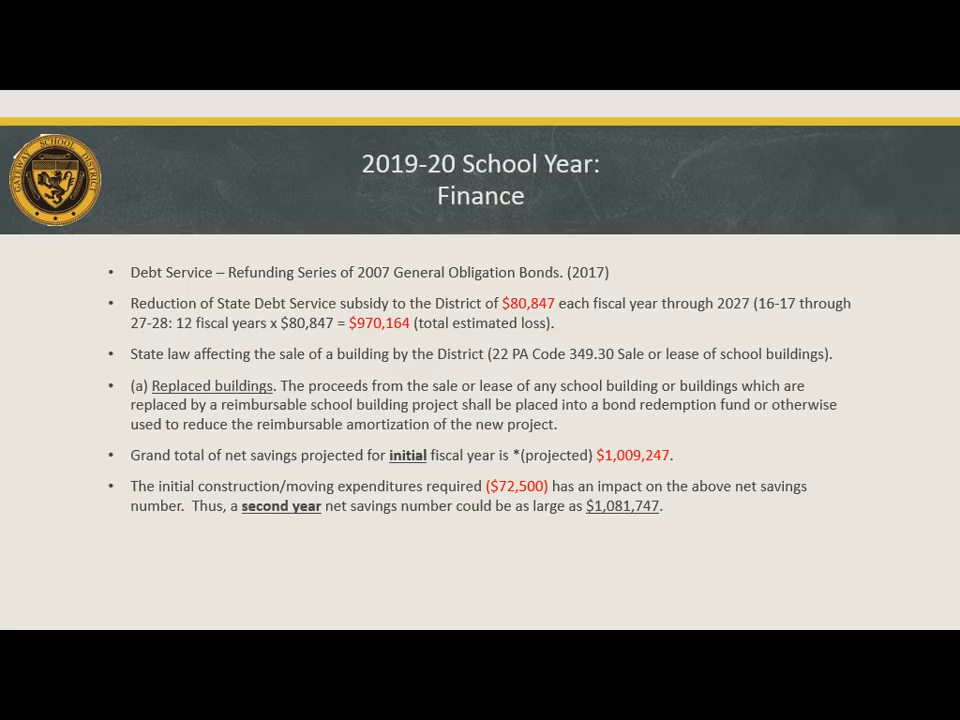 GATEWAY SCHOOL DISTRICT
2019-20 School Year:
Finance
• Debt Service – Refunding Series of 2007 General Obligation Bonds. (2017)
• Reduction of State Debt Service subsidy to the District of $80,847 each fiscal year through 2027 (16-17 through
27-28: 12 fiscal years x $80,847 = $970,164 (total estimated loss).
• State law affecting the sale of a building by the District (22 PA Code 349.30 Sale or lease of school buildings).
• (a) Replaced buildings. The proceeds from the sale or lease of any school building or buildings which are
replaced by a reimbursable school building project shall be placed into a bond redemption fund or otherwise
used to reduce the reimbursable amortization of the new project.
• Grand total of net savings projected for initial fiscal year is *(projected) $1,009,247.
• The initial construction/moving expenditures required ($72,500) has an impact on the above net savings
number. Thus, a second year net savings number could be as large as $1,081,747.